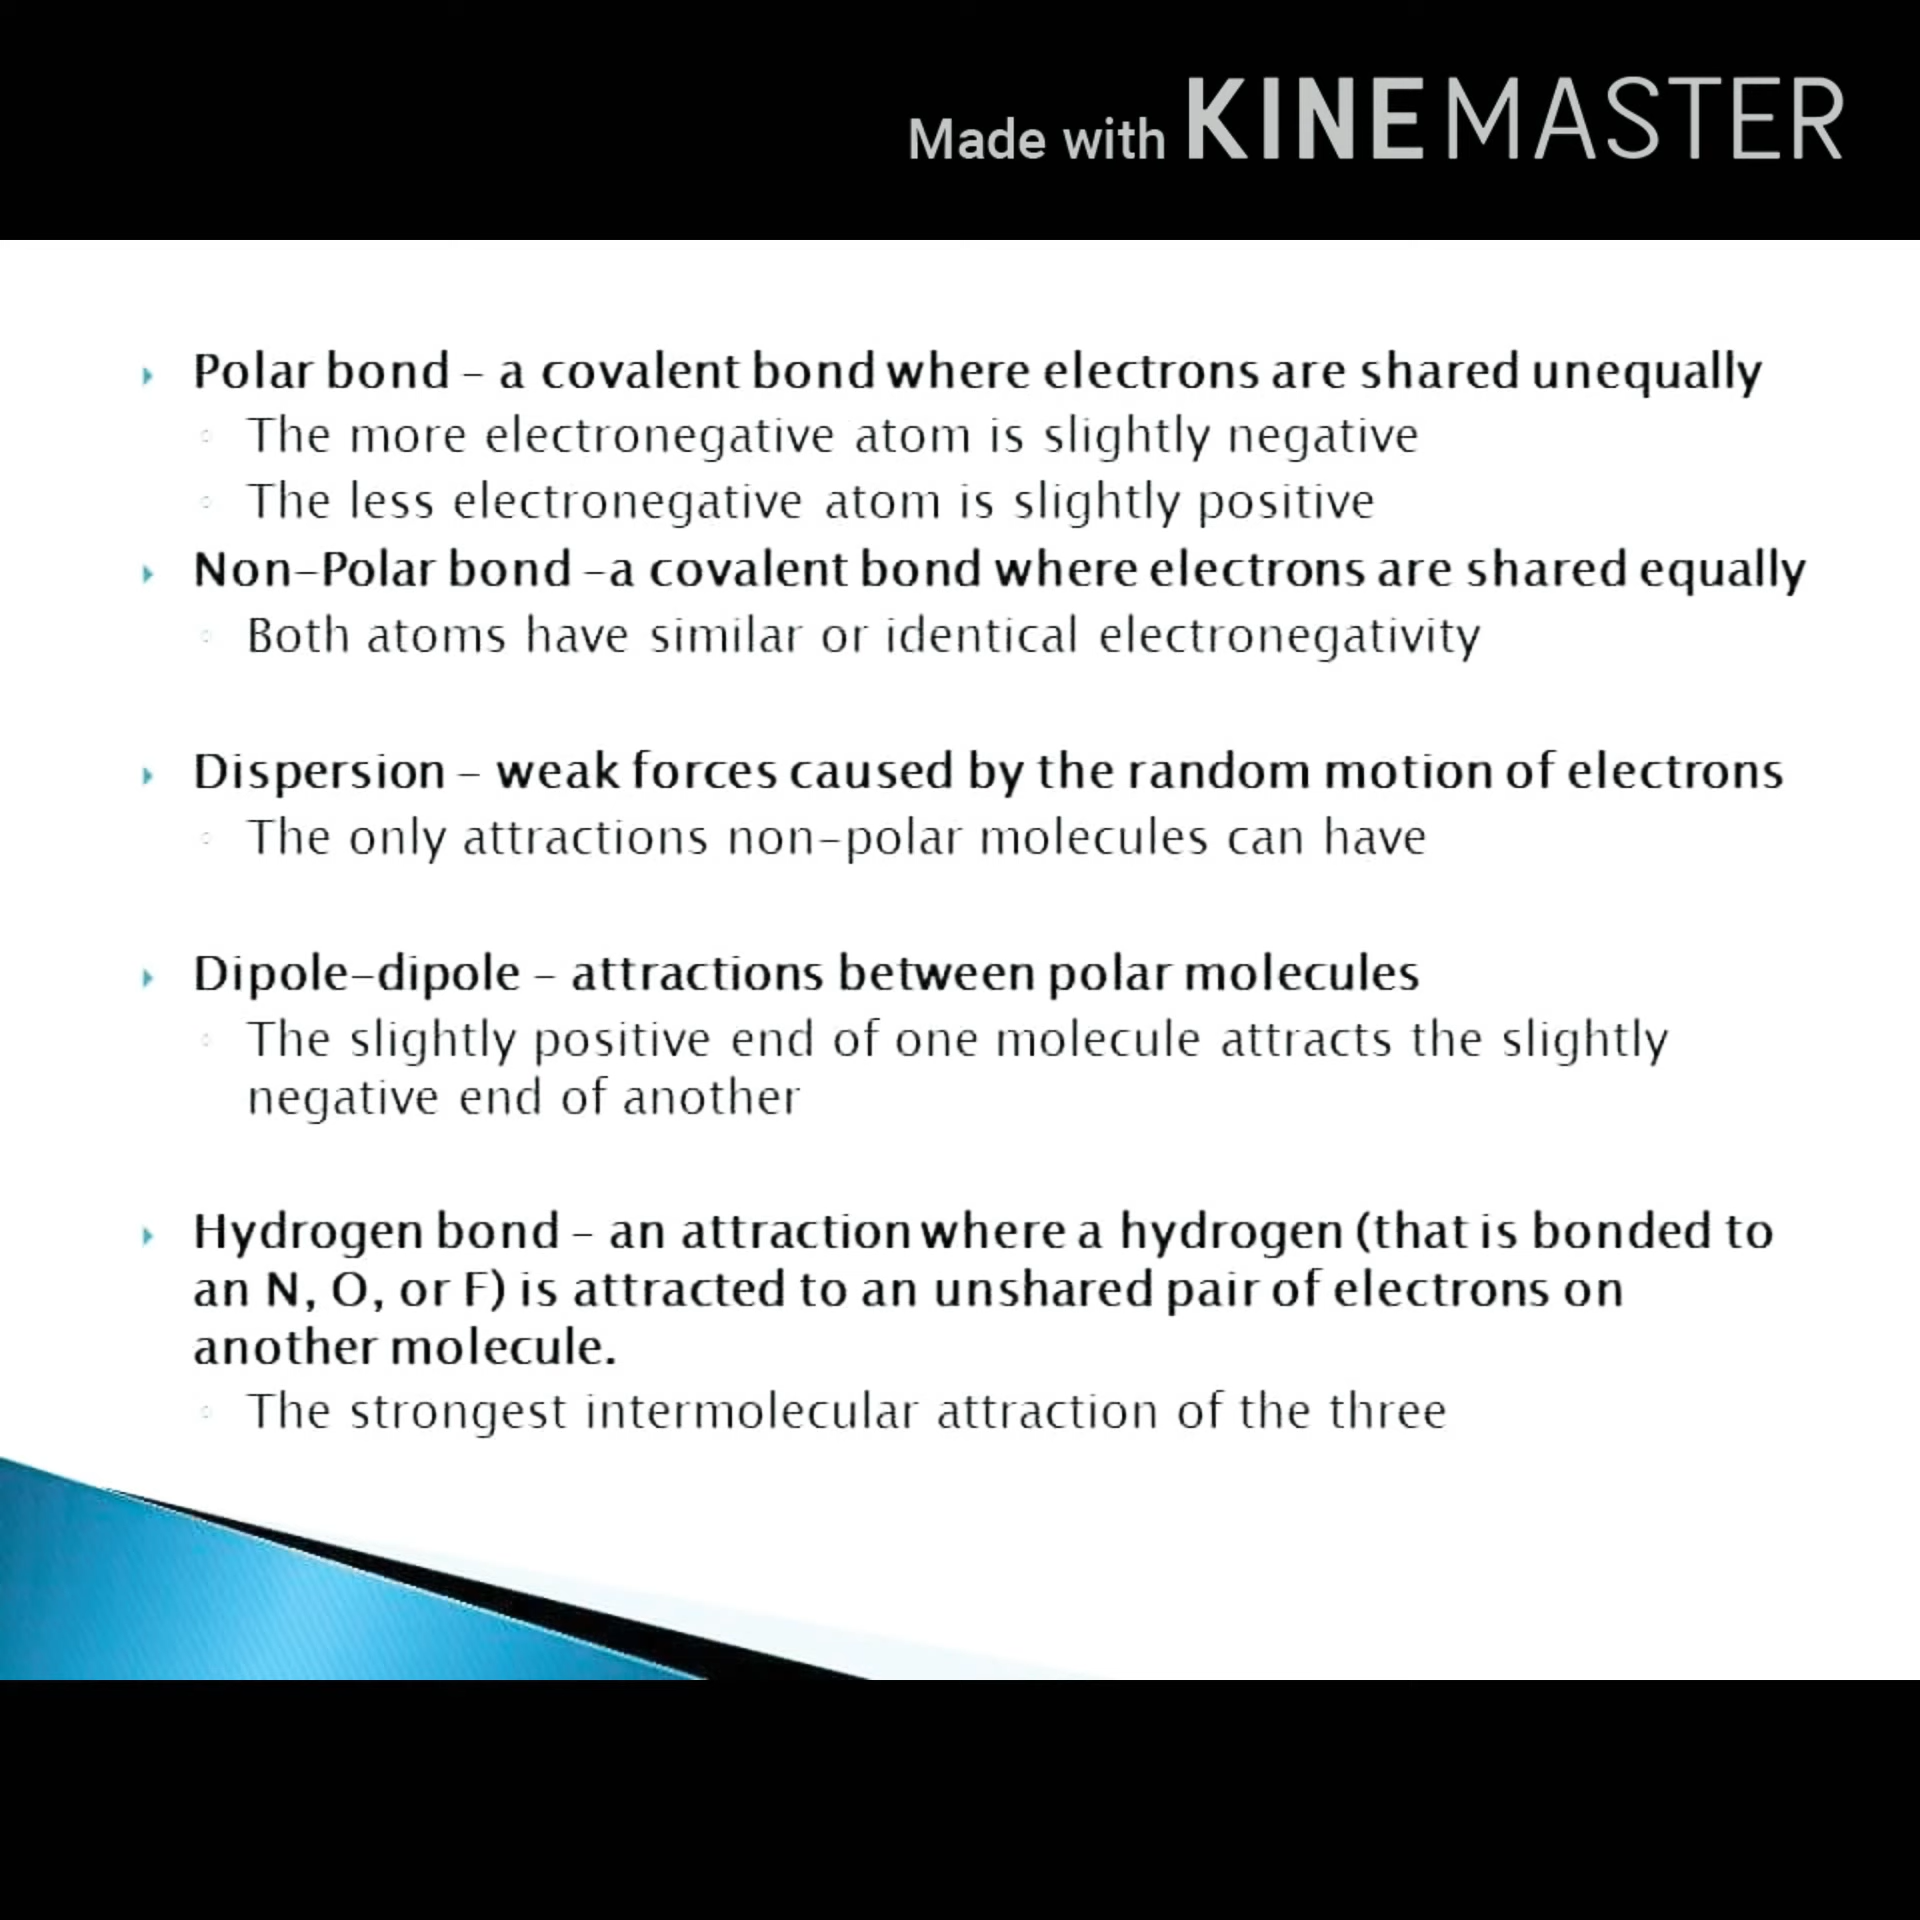 Made with KINEMASTER
Polar bond – a covalent bond where electrons are shared unequally
The more electronegative atom is slightly negative
The less electronegative atom is slightly positive
Non-Polar bond –a covalent bond where electrons are shared equally
Both atoms have similar or identical electronegativity
Dispersion – weak forces caused by the random motion of electrons
The only attractions non-polar molecules can have
Dipole-dipole – attractions between polar molecules
The slightly positive end of one molecule attracts the slightly
negative end of another
Hydrogen bond – an attraction where a hydrogen (that is bonded to
an N, O, or F) is attracted to an unshared pair of electrons on
another molecule.
The strongest intermolecular attraction of the three